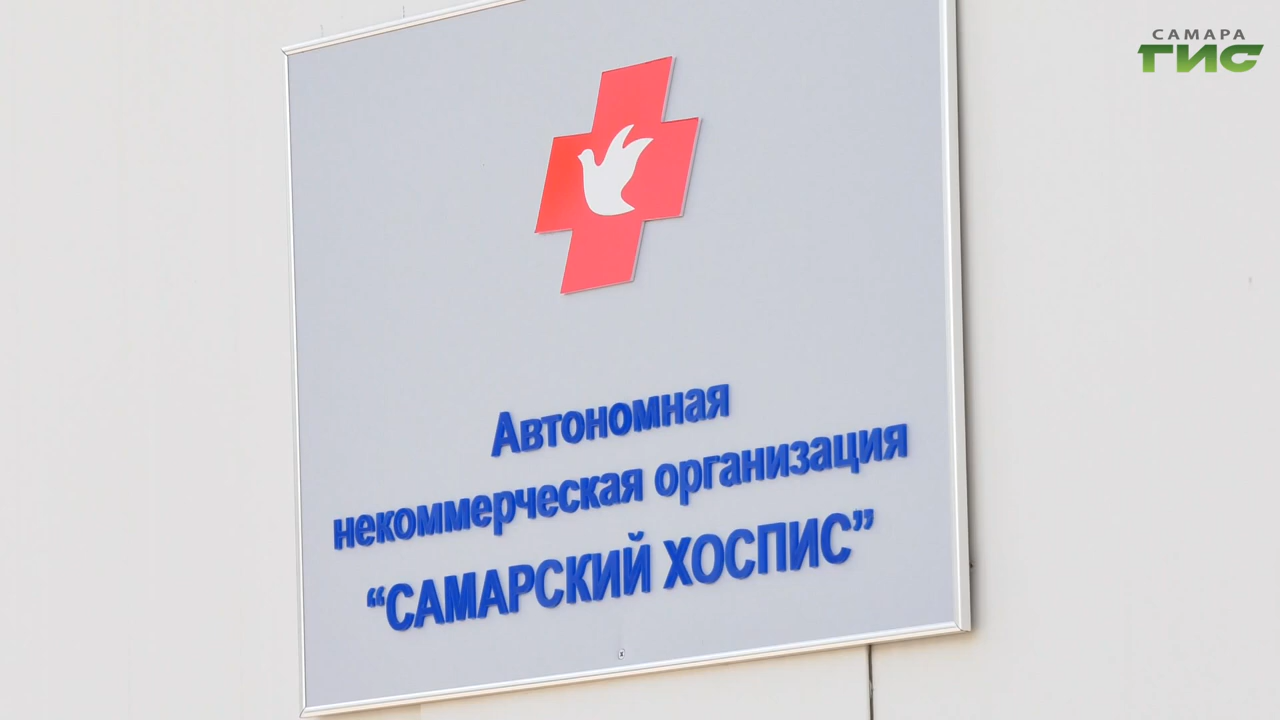 САМАРА
ГИС
Автономная
некоммерческая организация
“САМАРСКИЙ ХОСПИС”